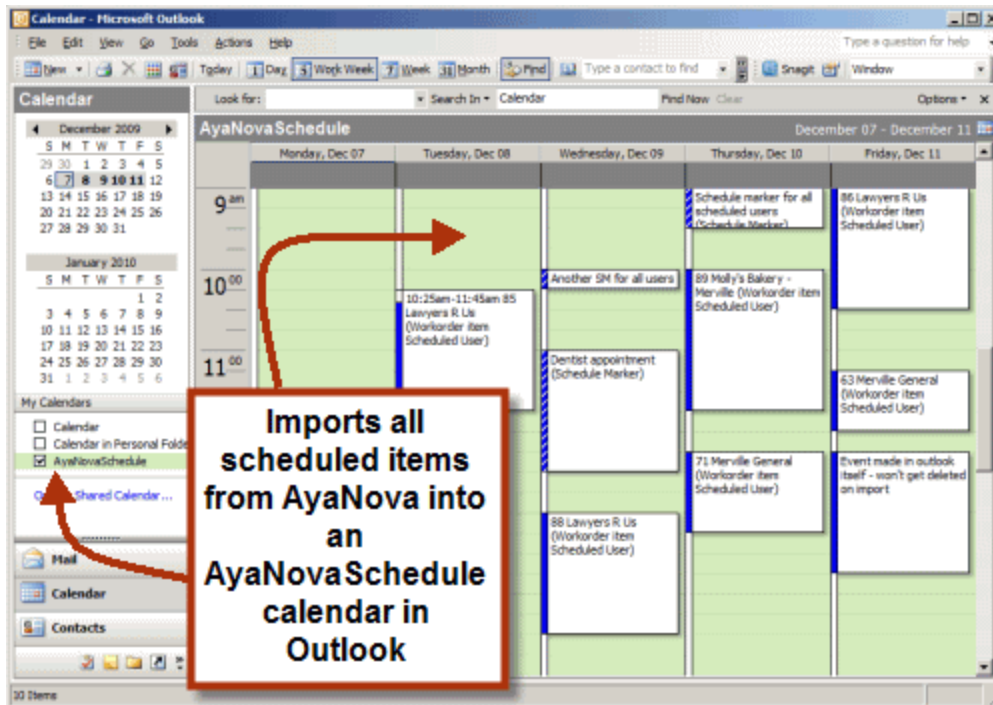 Calendar - Microsoft Outlook
File Edit View Go Tools Actions Help Type a question for help
New Today 1 Day 5 Work Week 7 Week 31 Month Find Type a contact to find SnagIt Window
Calendar Look for: Search In Calendar Find Now Clear Options
December 2009
S M T W T F S
29 30 1 2 3 4 5
6 7 8 9 10 11 12
13 14 15 16 17 18 19
20 21 22 23 24 25 26
27 28 29 30 31
January 2010
S M T W T F S
1 2
3 4 5 6 7 8 9
10 11 12 13 14 15 16
17 18 19 20 21 22 23
24 25 26 27 28 29 30
31 1 2 3 4 5 6
My Calendars
Calendar
Calendar in Personal Folde
AyaNovaSchedule
Shared Calendar...
Mail
Calendar
Contacts
10 Items
AyaNovaSchedule December 07 - December 11
Monday, Dec 07 Tuesday, Dec 08 Wednesday, Dec 09 Thursday, Dec 10 Friday, Dec 11
9 am
10 00
11 00
10:25am-11:45am 85
Lawyers R Us
(Workorder item
Scheduled User)
Another SM for all users
Dentist appointment
(Schedule Marker)
88 Lawyers R Us
(Workorder item
Scheduled User)
Schedule marker for all
scheduled users
(Schedule Marker)
89 Molly's Bakery -
Merville (Workorder item
Scheduled User)
71 Merville General
(Workorder item
Scheduled User)
86 Lawyers R Us
(Workorder item
Scheduled User)
63 Merville General
(Workorder item
Scheduled User)
Event made in outlook
itself - won't get deleted
on import
Imports all
scheduled items
from AyaNova into
an
AyaNovaSchedule
calendar in
Outlook